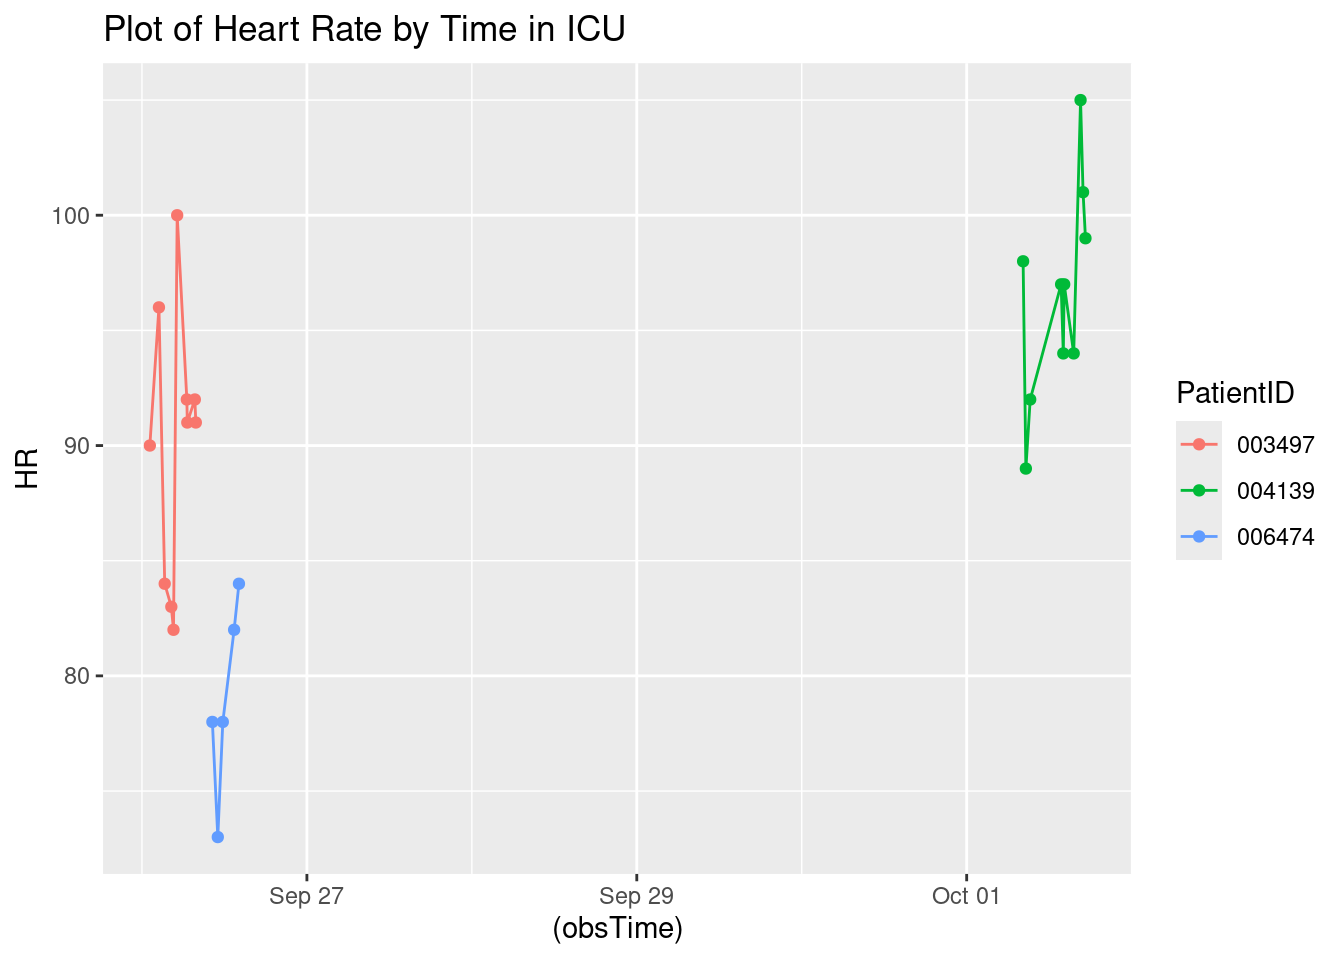 Plot of Heart Rate by Time in ICU
100
90
80
HR
Sep 27
Sep 29
Oct 01
(obsTime)
PatientID
003497
004139
006474